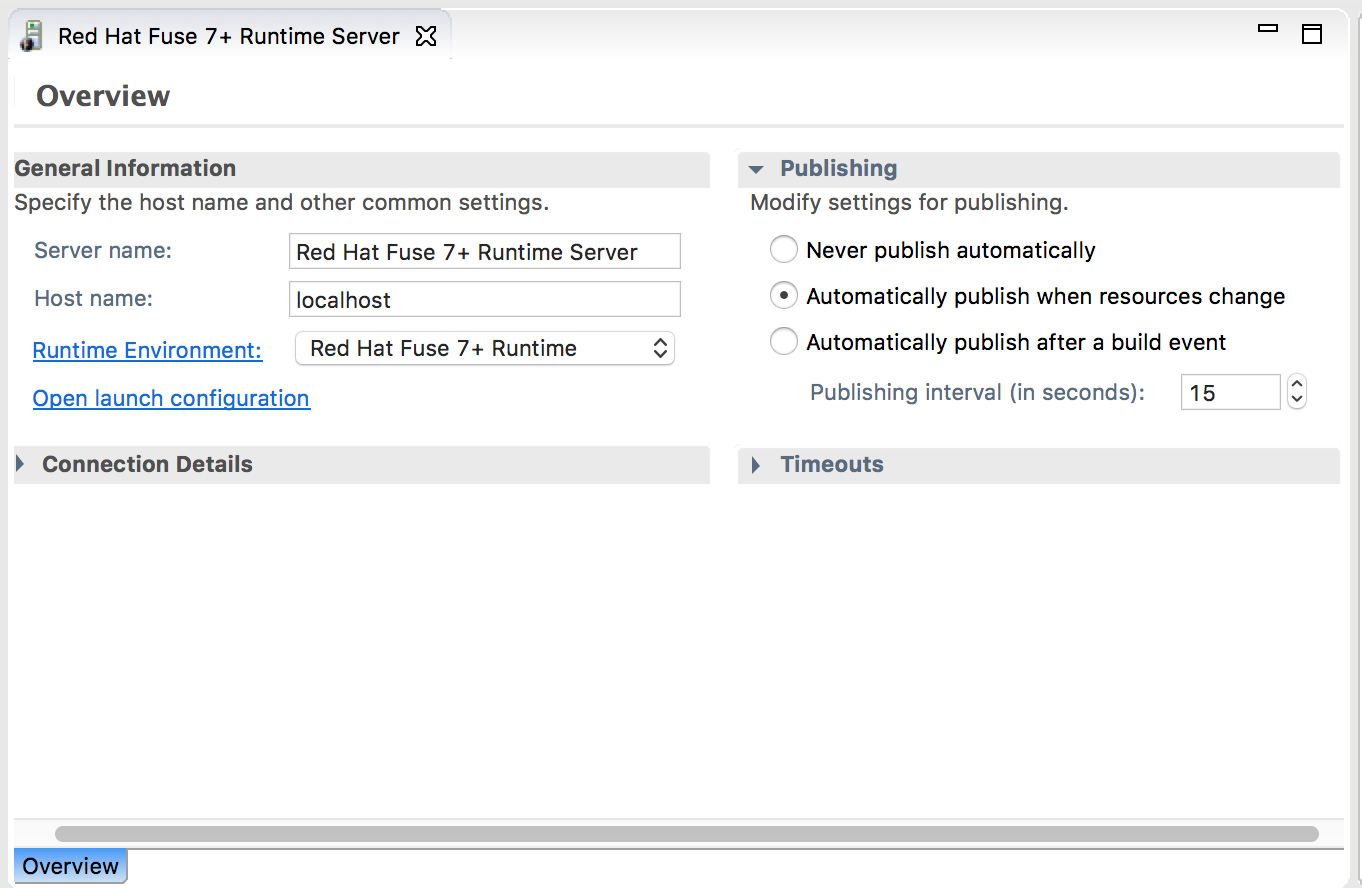 Red Hat Fuse 7+ Runtime Server
Overview
General Information
Specify the host name and other common settings.
Server name: Red Hat Fuse 7+ Runtime Server
Host name: localhost
Runtime Environment: Red Hat Fuse 7+ Runtime
Open launch configuration
Connection Details
Publishing
Modify settings for publishing.
Never publish automatically
Automatically publish when resources change
Automatically publish after a build event
Publishing interval (in seconds): 15
Timeouts
Overview